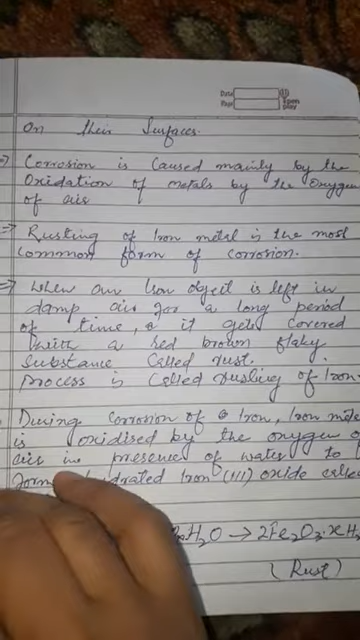 Date
Page
on their surfaces.
=> Corrosion is caused mainly by the
Oxidation of metals by the Oxygen
of air
=> Rusting of Iron metal is the most
common form of corrosion.
=> When an Iron object is left in
damp air for a long period
of time, it gets covered
with a red brown flaky
substance called rust.
process is called rusting of Iron.
During Corrosion of Iron, Iron
is oxidised by the oxygen of
air in presence of water to
form hydrated Iron (III) oxide
H₂O → 2Fe₂O₃.xH₂
(Rust)